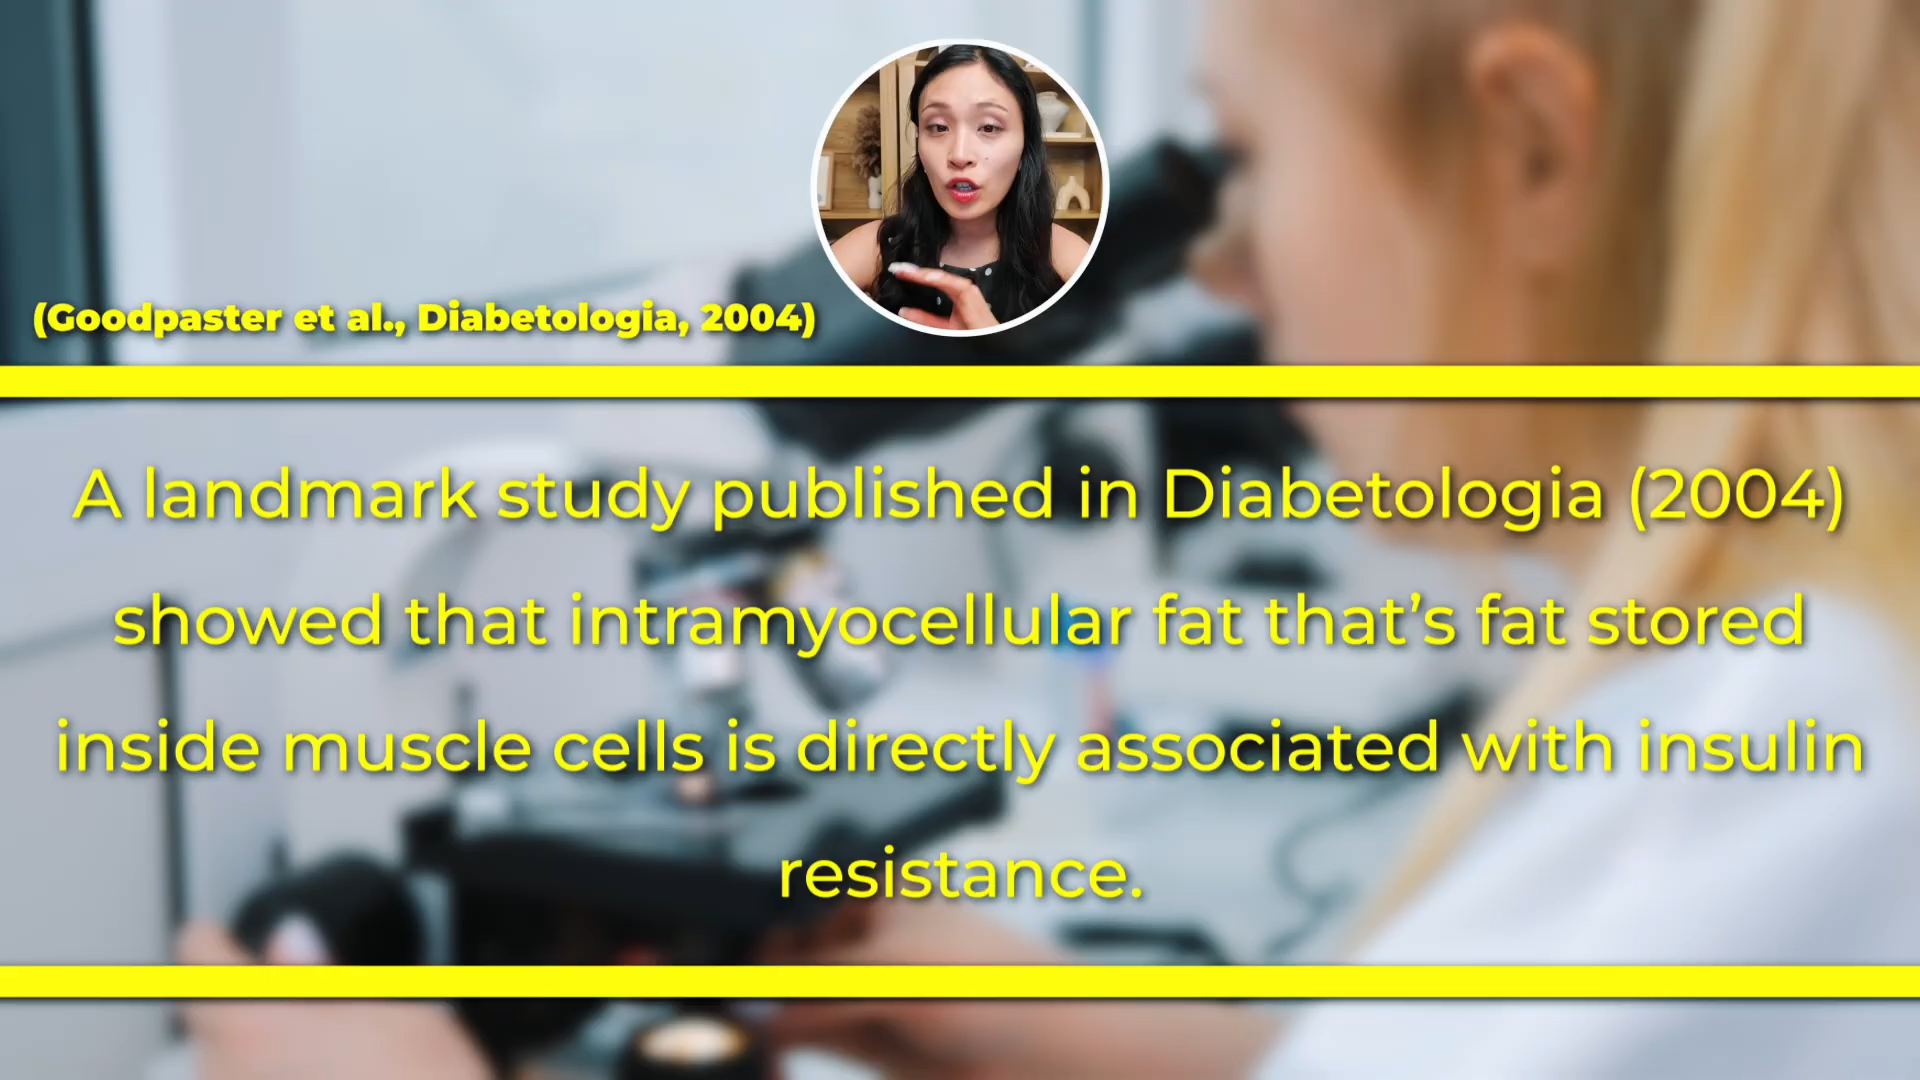 (Goodpaster et al., Diabetologia, 2004)
A landmark study published in Diabetologia (2004)
showed that intramyocellular fat that’s fat stored
inside muscle cells is directly associated with insulin
resistance.